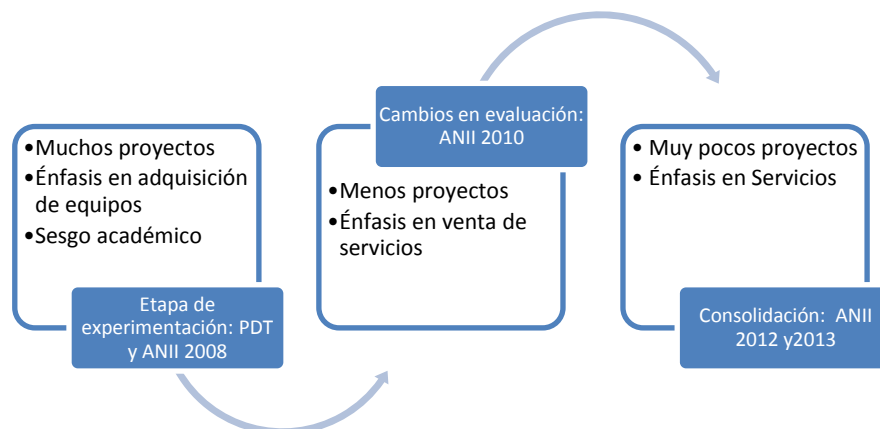 •Muchos proyectos
•Énfasis en adquisición
de equipos
•Sesgo académico
Etapa de
experimentación: PDT
y ANII 2008
Cambios en evaluación:
ANII 2010
•Menos proyectos
•Énfasis en venta de
servicios
• Muy pocos proyectos
• Énfasis en Servicios
Consolidación: ANII
2012 y2013